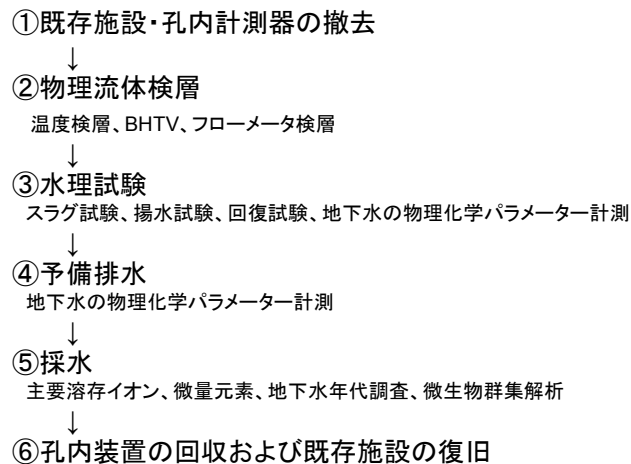 ①既存施設・孔内計測器の撤去
↓
②物理流体検層
温度検層、BHTV、フローメータ検層
↓
③水理試験
スラグ試験、揚水試験、回復試験、地下水の物理化学パラメーター計測
↓
④予備排水
地下水の物理化学パラメーター計測
↓
⑤採水
主要溶存イオン、微量元素、地下水年代調査、微生物群集解析
↓
⑥孔内装置の回収および既存施設の復旧